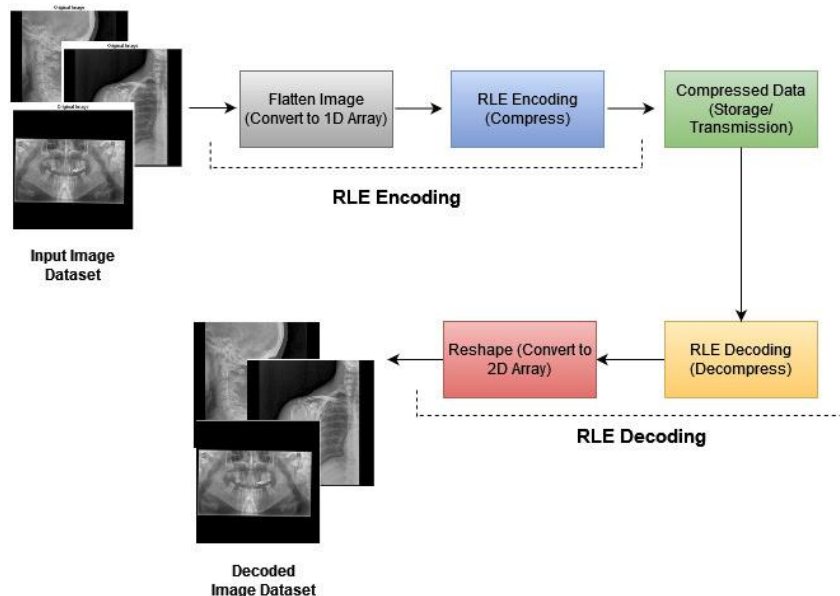 Original Image
Original Image
Original Image
Input Image
Dataset
Flatten Image
(Convert to 1D Array)
RLE Encoding
(Compress)
Compressed Data
(Storage/
Transmission)
RLE Encoding
RLE Decoding
(Decompress)
Reshape (Convert to
2D Array)
RLE Decoding
Decoded
Image Dataset